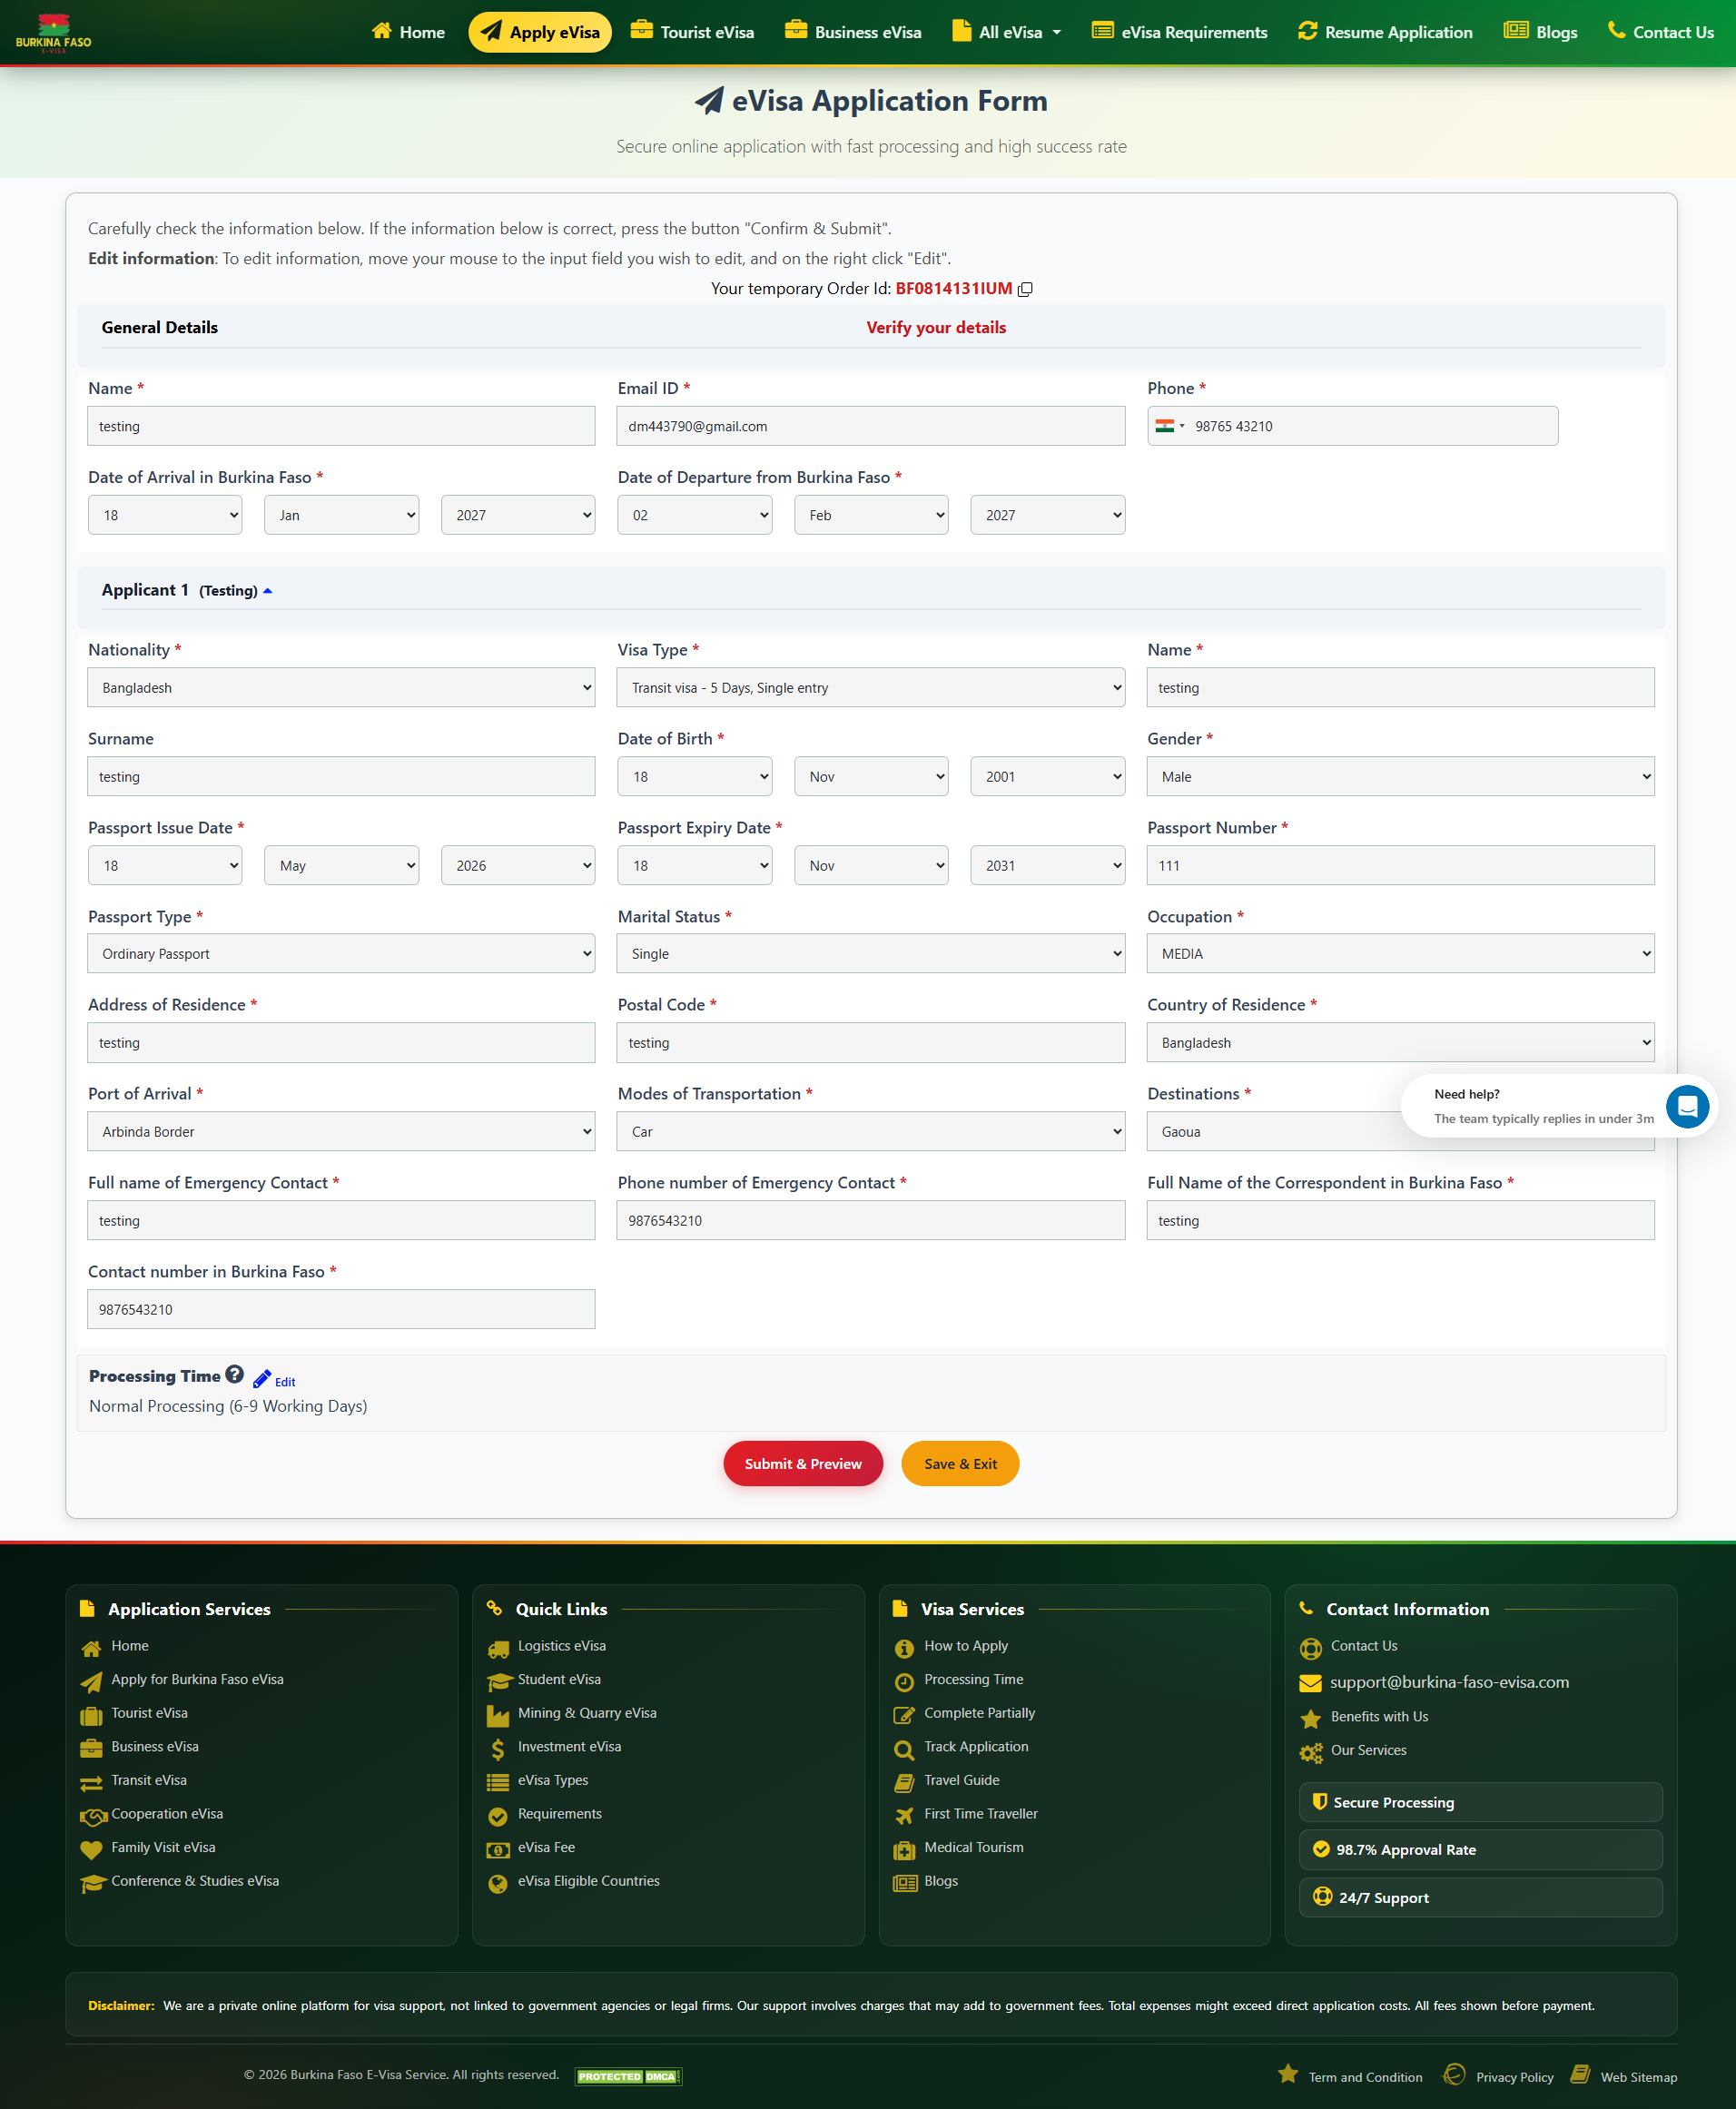 BURKINA FASO
E-VISA
Home
Apply eVisa
Tourist eVisa
Business eVisa
All eVisa
eVisa Requirements
Resume Application
Blogs
Contact Us
eVisa Application Form
Secure online application with fast processing and high success rate
Carefully check the information below. If the information below is correct, press the button "Confirm & Submit".
Edit information: To edit information, move your mouse to the input field you wish to edit, and on the right click "Edit".
Your temporary Order Id: BF0814131IUM
General Details
Verify your details
Name *
Email ID *
Phone *
testing
dm443790@gmail.com
98765 43210
Date of Arrival in Burkina Faso *
Date of Departure from Burkina Faso *
18
Jan
2027
02
Feb
2027
Applicant 1 (Testing)
Nationality *
Visa Type *
Name *
Bangladesh
Transit visa - 5 Days, Single entry
testing
Surname
Date of Birth *
Gender *
testing
18
Nov
2001
Male
Passport Issue Date *
Passport Expiry Date *
Passport Number *
18
May
2026
18
Nov
2031
111
Passport Type *
Marital Status *
Occupation *
Ordinary Passport
Single
MEDIA
Address of Residence *
Postal Code *
Country of Residence *
testing
testing
Bangladesh
Port of Arrival *
Modes of Transportation *
Destinations *
Arbinda Border
Car
Gaoua
Need help?
The team typically replies in under 3m
Full name of Emergency Contact *
Phone number of Emergency Contact *
Full Name of the Correspondent in Burkina Faso *
testing
9876543210
testing
Contact number in Burkina Faso *
9876543210
Processing Time
Edit
Normal Processing (6-9 Working Days)
Submit & Preview
Save & Exit
Application Services
Home
Apply for Burkina Faso eVisa
Tourist eVisa
Business eVisa
Transit eVisa
Cooperation eVisa
Family Visit eVisa
Conference & Studies eVisa
Quick Links
Logistics eVisa
Student eVisa
Mining & Quarry eVisa
Investment eVisa
eVisa Types
Requirements
eVisa Fee
eVisa Eligible Countries
Visa Services
How to Apply
Processing Time
Complete Partially
Track Application
Travel Guide
First Time Traveller
Medical Tourism
Blogs
Contact Information
Contact Us
support@burkina-faso-evisa.com
Benefits with Us
Our Services
Secure Processing
98.7% Approval Rate
24/7 Support
Disclaimer: We are a private online platform for visa support, not linked to government agencies or legal firms. Our support involves charges that may add to government fees. Total expenses might exceed direct application costs. All fees shown before payment.
© 2026 Burkina Faso E-Visa Service. All rights reserved.
PROTECTED DMCA
Term and Condition
Privacy Policy
Web Sitemap